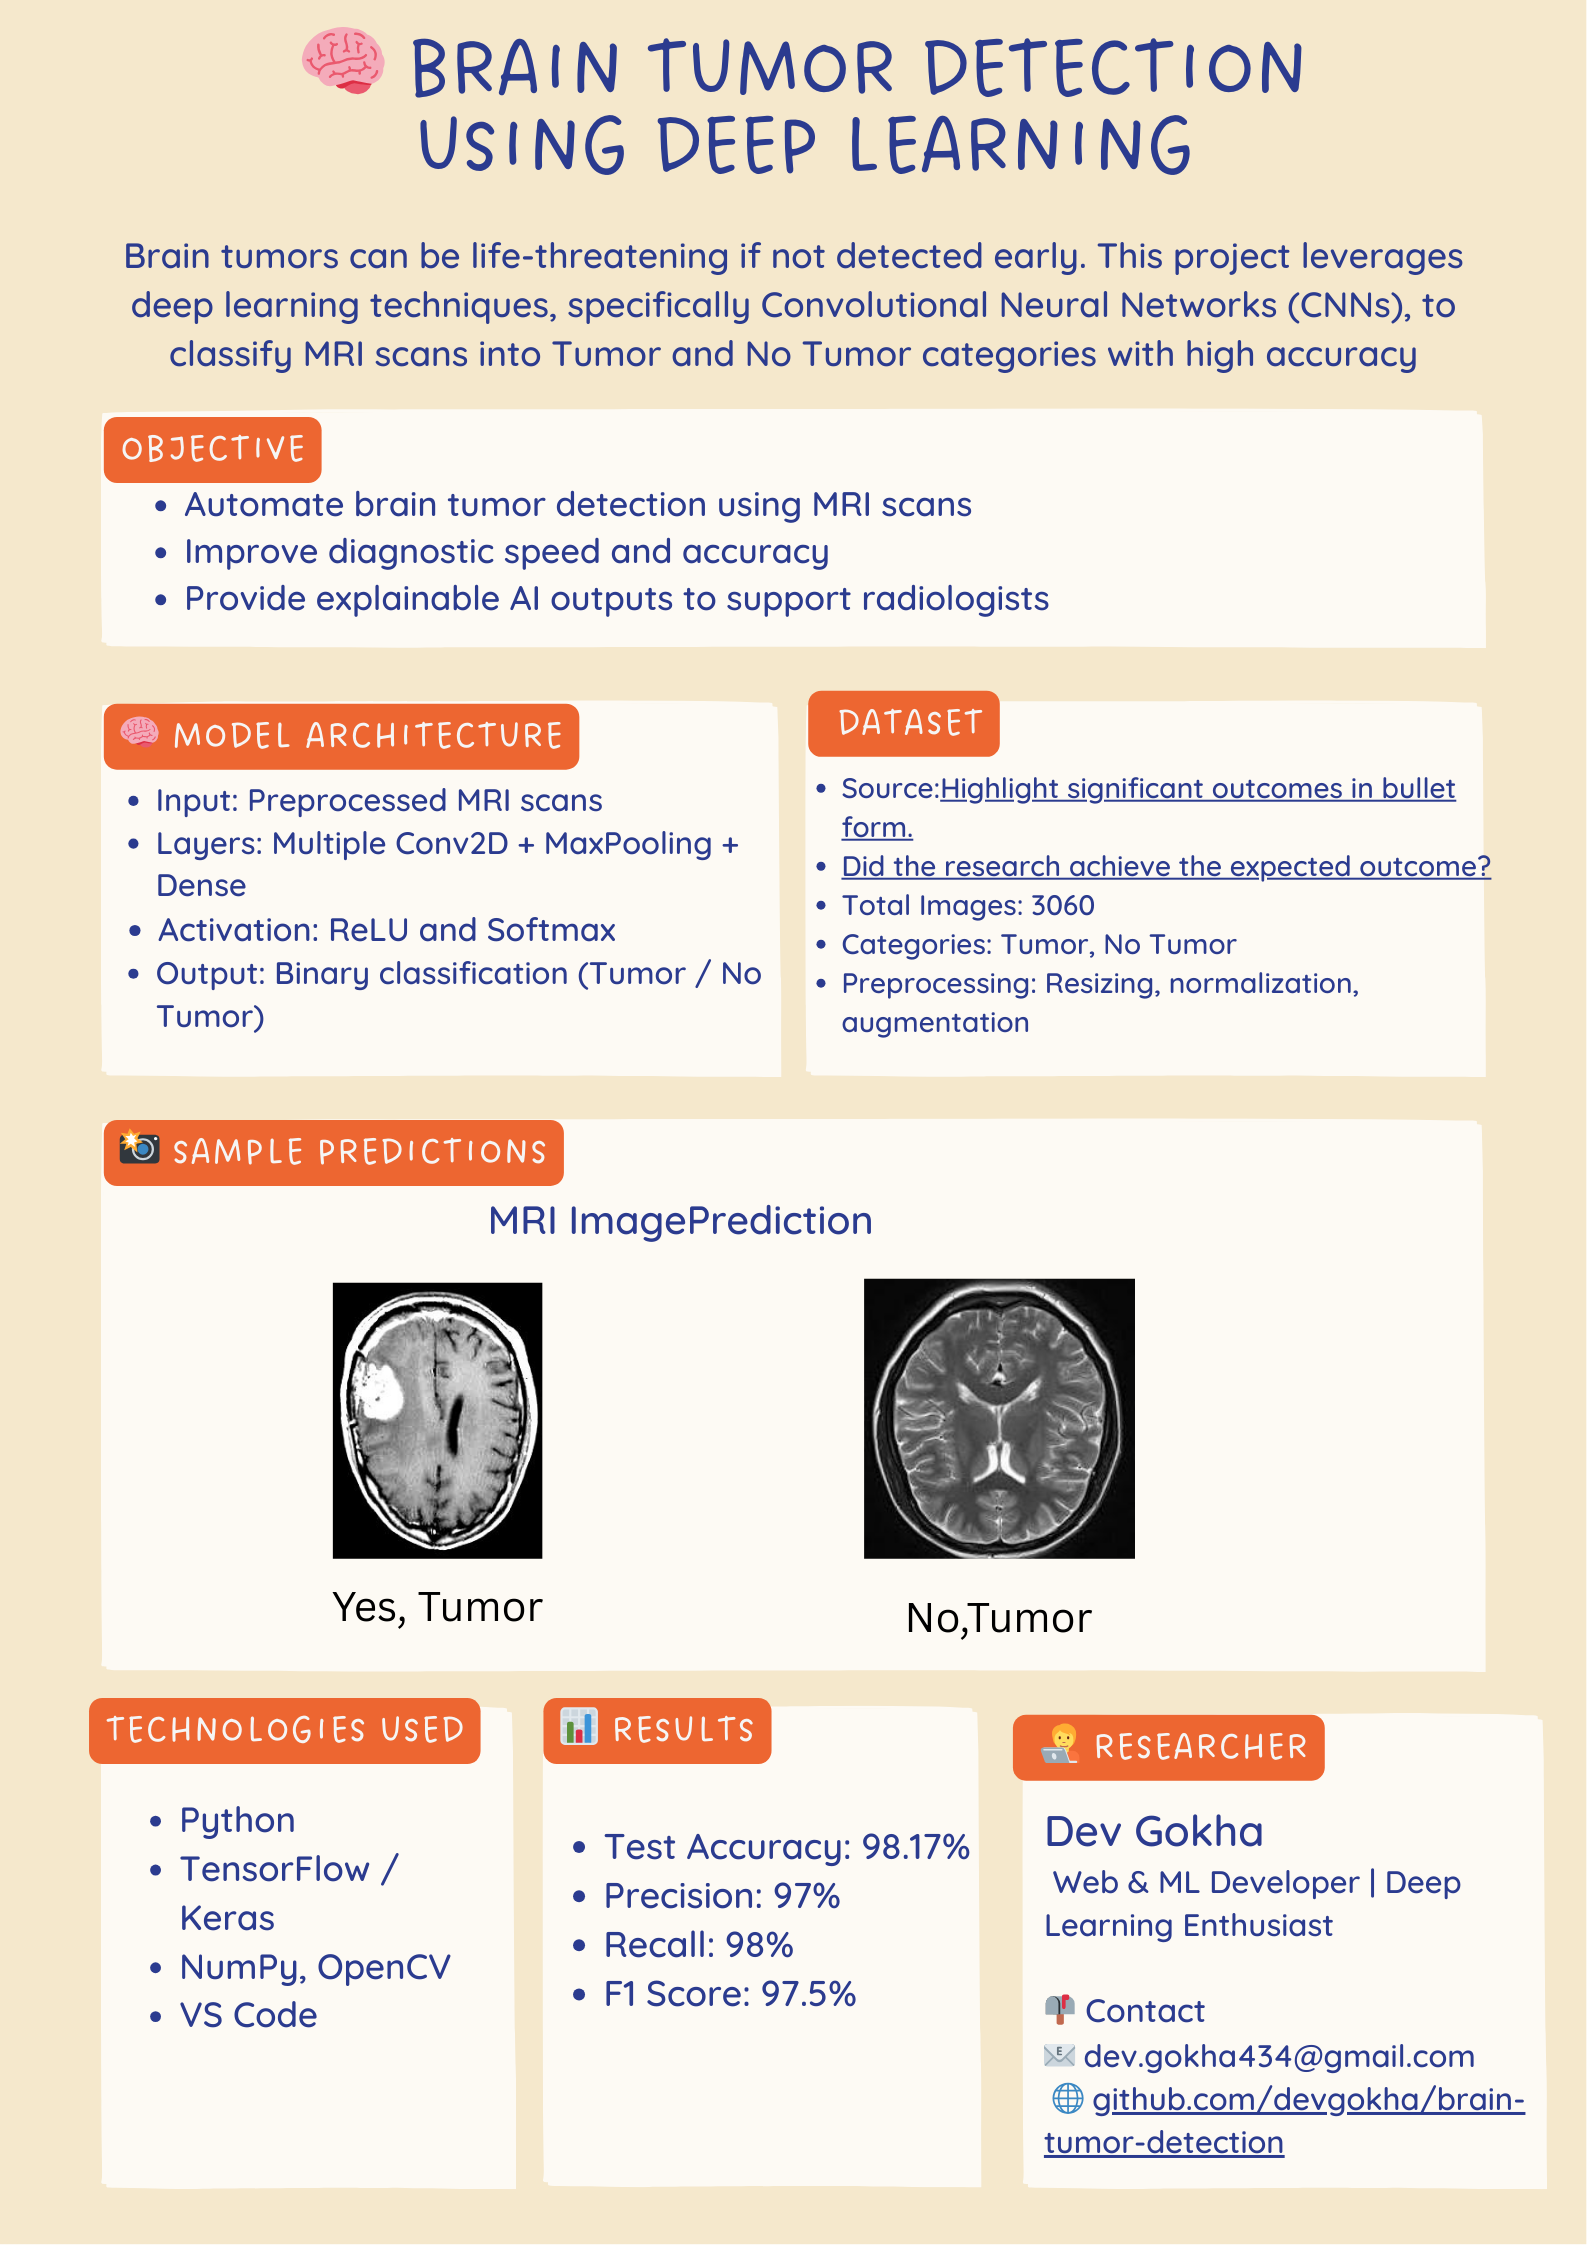 BRAIN TUMOR DETECTION
USING DEEP LEARNING
Brain tumors can be life-threatening if not detected early. This project leverages
deep learning techniques, specifically Convolutional Neural Networks (CNNs), to
classify MRI scans into Tumor and No Tumor categories with high accuracy
OBJECTIVE
• Automate brain tumor detection using MRI scans
• Improve diagnostic speed and accuracy
• Provide explainable AI outputs to support radiologists
MODEL ARCHITECTURE
• Input: Preprocessed MRI scans
• Layers: Multiple Conv2D + MaxPooling +
Dense
• Activation: ReLU and Softmax
• Output: Binary classification (Tumor / No
Tumor)
DATASET
• Source:Highlight significant outcomes in bullet
form.
• Did the research achieve the expected outcome?
• Total Images: 3060
• Categories: Tumor, No Tumor
• Preprocessing: Resizing, normalization,
augmentation
SAMPLE PREDICTIONS
MRI ImagePrediction
Yes, Tumor
No,Tumor
TECHNOLOGIES USED
• Python
• TensorFlow /
Keras
• NumPy, OpenCV
• VS Code
RESULTS
• Test Accuracy: 98.17%
• Precision: 97%
• Recall: 98%
• F1 Score: 97.5%
RESEARCHER
Dev Gokha
Web & ML Developer | Deep
Learning Enthusiast
Contact
dev.gokha434@gmail.com
github.com/devgokha/brain-
tumor-detection